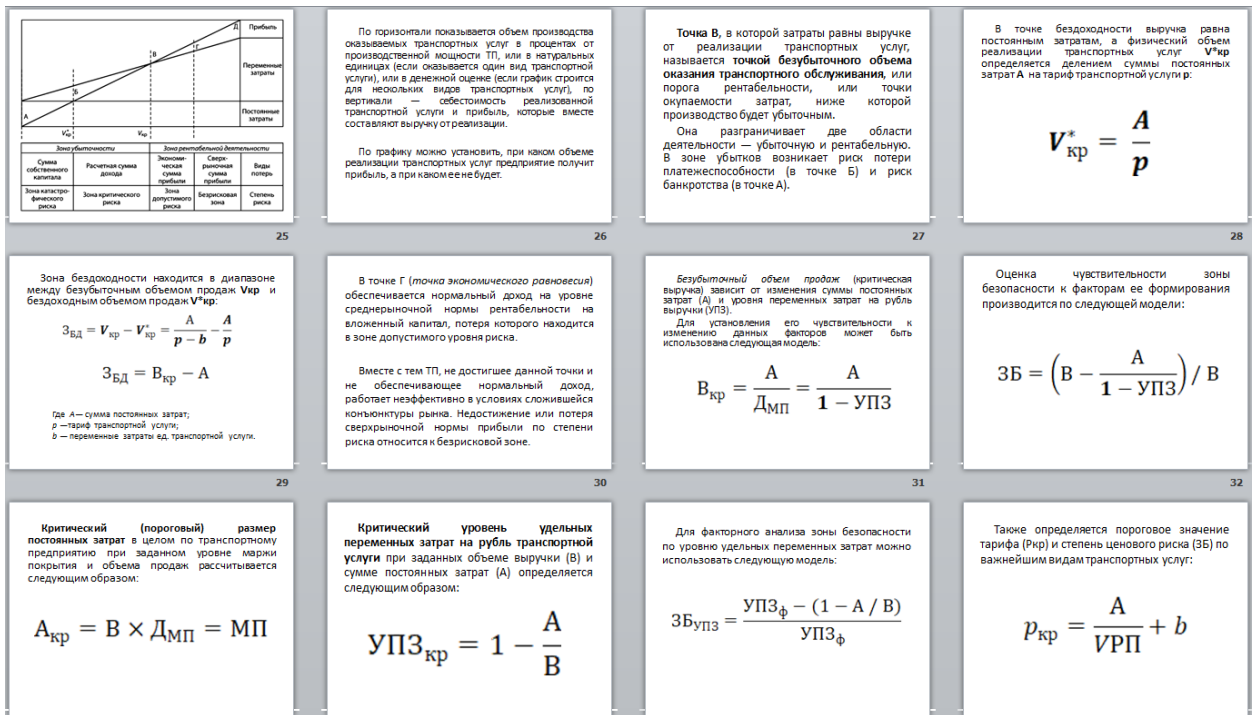 Д
Прибыль
В
Г
Переменные
затраты
Б
А
Постоянные
затраты
V*кр
Vкр
Зона убыточности
Зона рентабельной деятельности
Сумма
собственного
капитала
Расчетная сумма
дохода
Экономи-
ческая
сумма
прибыли
Сверх-
рыночная
сумма
прибыли
Виды
потерь
Зона катастро-
фического
риска
Зона критического
риска
Зона
допустимого
риска
Безрисковая
зона
Степень
риска
25
По горизонтали показывается объем производства
оказываемых транспортных услуг в процентах от
производственной мощности ТП, или в натуральных
единицах (если оказывается один вид транспортной
услуги), или в денежной оценке (если график строится
для нескольких видов транспортных услуг), по
вертикали — себестоимость реализованной
транспортной услуги и прибыль, которые вместе
составляют выручку от реализации.
По графику можно установить, при каком объеме
реализации транспортных услуг предприятие получит
прибыль, а при каком ее не будет.
26
Точка В, в которой затраты равны выручке
от реализации транспортных услуг,
называется точкой безубыточного объема
оказания транспортного обслуживания, или
порога рентабельности, или точки
окупаемости затрат, ниже которой
производство будет убыточным.
Она разграничивает две области
деятельности — убыточную и рентабельную.
В зоне убытков возникает риск потери
платежеспособности (в точке Б) и риск
банкротства (в точке А).
27
В точке бездоходности выручка равна
постоянным затратам, а физический объем
реализации транспортных услуг V*кр
определяется делением суммы постоянных
затрат А на тариф транспортной услуги р:
V*кр = A / p
28
Зона бездоходности находится в диапазоне
между безубыточным объемом продаж Vкр и
бездоходным объемом продаж V*кр:
ЗБД = Vкр − V*кр = А / (p − b) − A / p
ЗБД = Вкр − А
Где А — сумма постоянных затрат;
p —тариф транспортной услуги;
b — переменные затраты ед. транспортной услуги.
29
В точке Г (точка экономического равновесия)
обеспечивается нормальный доход на уровне
среднерыночной нормы рентабельности на
вложенный капитал, потеря которого находится
в зоне допустимого уровня риска.
Вместе с тем ТП, не достигшее данной точки и
не обеспечивающее нормальный доход,
работает неэффективно в условиях сложившейся
конъюнктуры рынка. Недостижение или потеря
сверхрыночной нормы прибыли по степени
риска относится к безрисковой зоне.
30
Безубыточный объем продаж (критическая
выручка) зависит от изменения суммы постоянных
затрат (А) и уровня переменных затрат на рубль
выручки (УПЗ).
Для установления его чувствительности к
изменению данных факторов может быть
использована следующая модель:
Вкр = А / ДМП = А / (1 − УПЗ)
31
Оценка чувствительности зоны
безопасности к факторам ее формирования
производится по следующей модели:
ЗБ = (В − А / (1 − УПЗ)) / В
32
Критический (пороговый) размер
постоянных затрат в целом по транспортному
предприятию при заданном уровне маржи
покрытия и объема продаж рассчитывается
следующим образом:
Акр = В × ДМП = МП
Критический уровень удельных
переменных затрат на рубль транспортной
услуги при заданных объеме выручки (В) и
сумме постоянных затрат (А) определяется
следующим образом:
УПЗкр = 1 − А / В
Для факторного анализа зоны безопасности
по уровню удельных переменных затрат можно
использовать следующую модель:
ЗБУПЗ = (УПЗф − (1 − А / В)) / УПЗф
Также определяется пороговое значение
тарифа (Ркр) и степень ценового риска (ЗБ) по
важнейшим видам транспортных услуг:
pкр = А / VРП + b